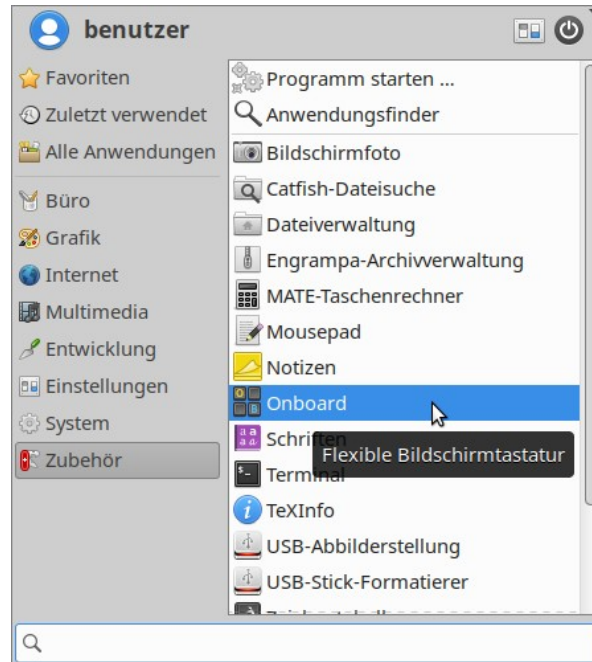 benutzer
Favoriten
Zuletzt verwendet
Alle Anwendungen
Büro
Grafik
Internet
Multimedia
Entwicklung
Einstellungen
System
Zubehör
Programm starten ...
Anwendungsfinder
Bildschirmfoto
Catfish-Dateisuche
Dateiverwaltung
Engrampa-Archivverwaltung
MATE-Taschenrechner
Mousepad
Notizen
Onboard
Schriften
Flexible Bildschirmtastatur
Terminal
TeXInfo
USB-Abbilderstellung
USB-Stick-Formatierer